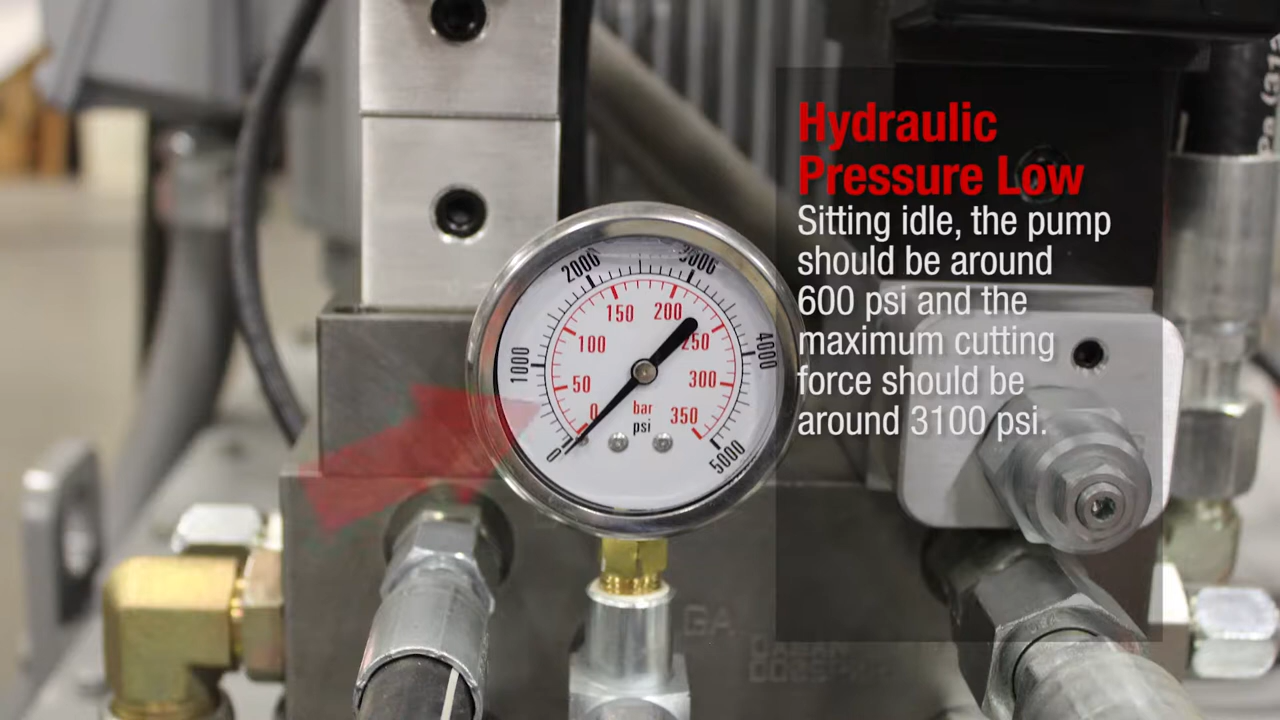 Hydraulic
Pressure Low
Sitting idle, the pump
should be around
600 psi and the
maximum cutting
force should be
around 3100 psi.
2000
3000
1000
4000
0
5000
150
200
100
250
50
300
0
350
bar
psi
GA